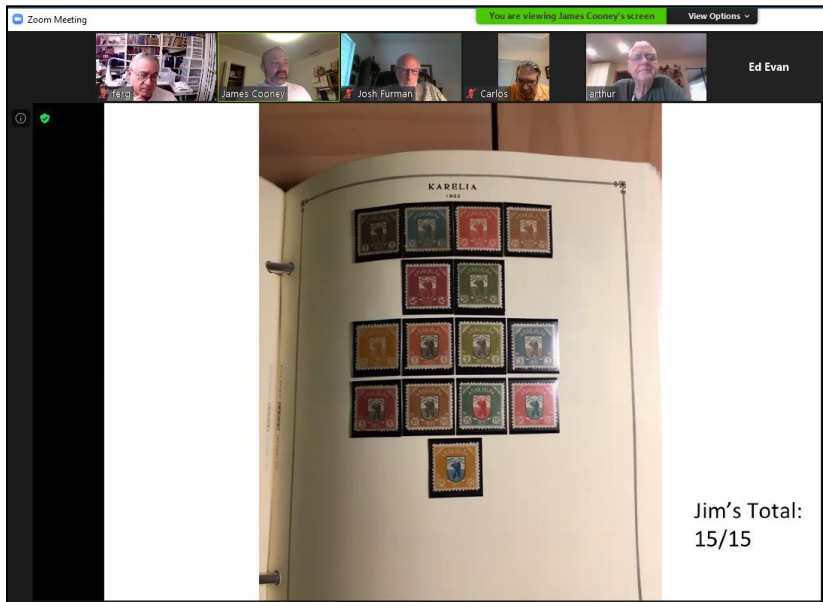 Zoom Meeting
You are viewing James Cooney's screen
View Options
ferg
James Cooney
Josh Furman
Carlos
arthur
Ed Evan
KARELIA
1922
Jim's Total:
15/15